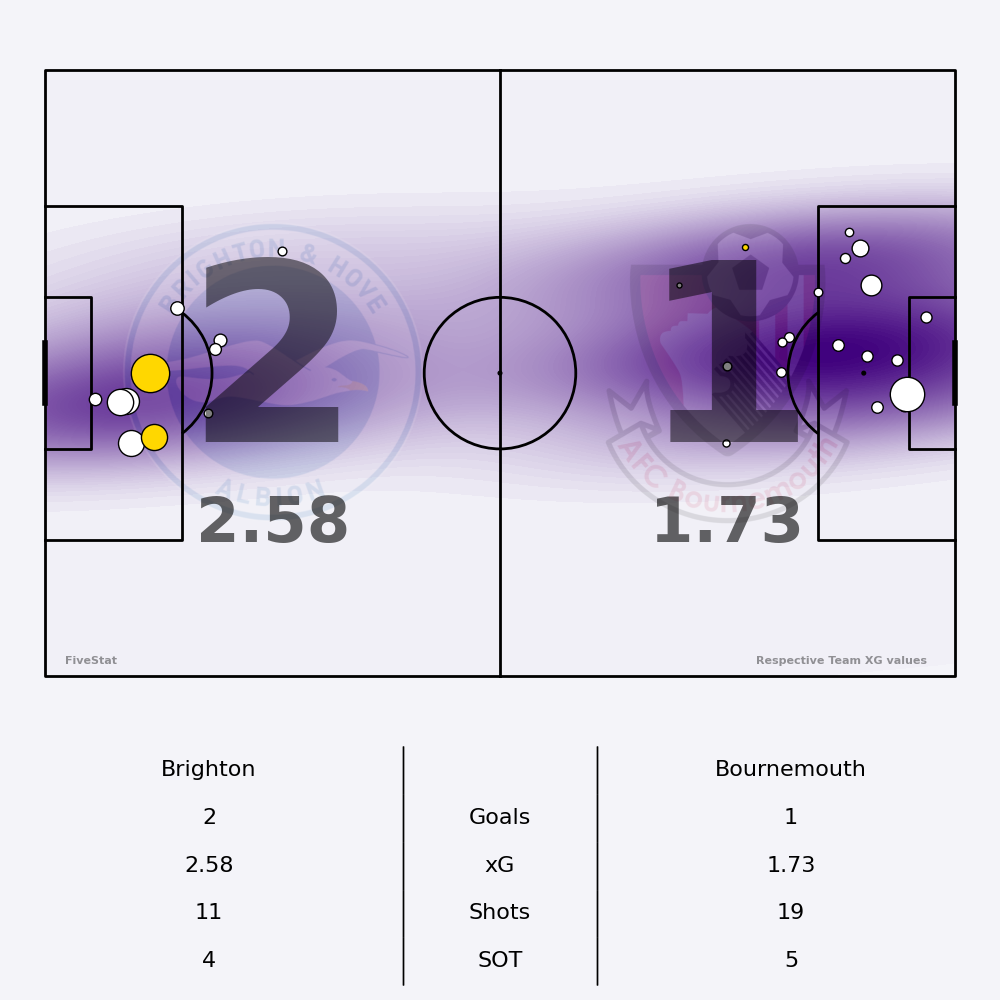 BRIGHTON & HOVE
ALBION
AFC Bournemouth
2 1
2.58 1.73
FiveStat Respective Team XG values
Brighton Bournemouth
2 Goals 1
2.58 xG 1.73
11 Shots 19
4 SOT 5